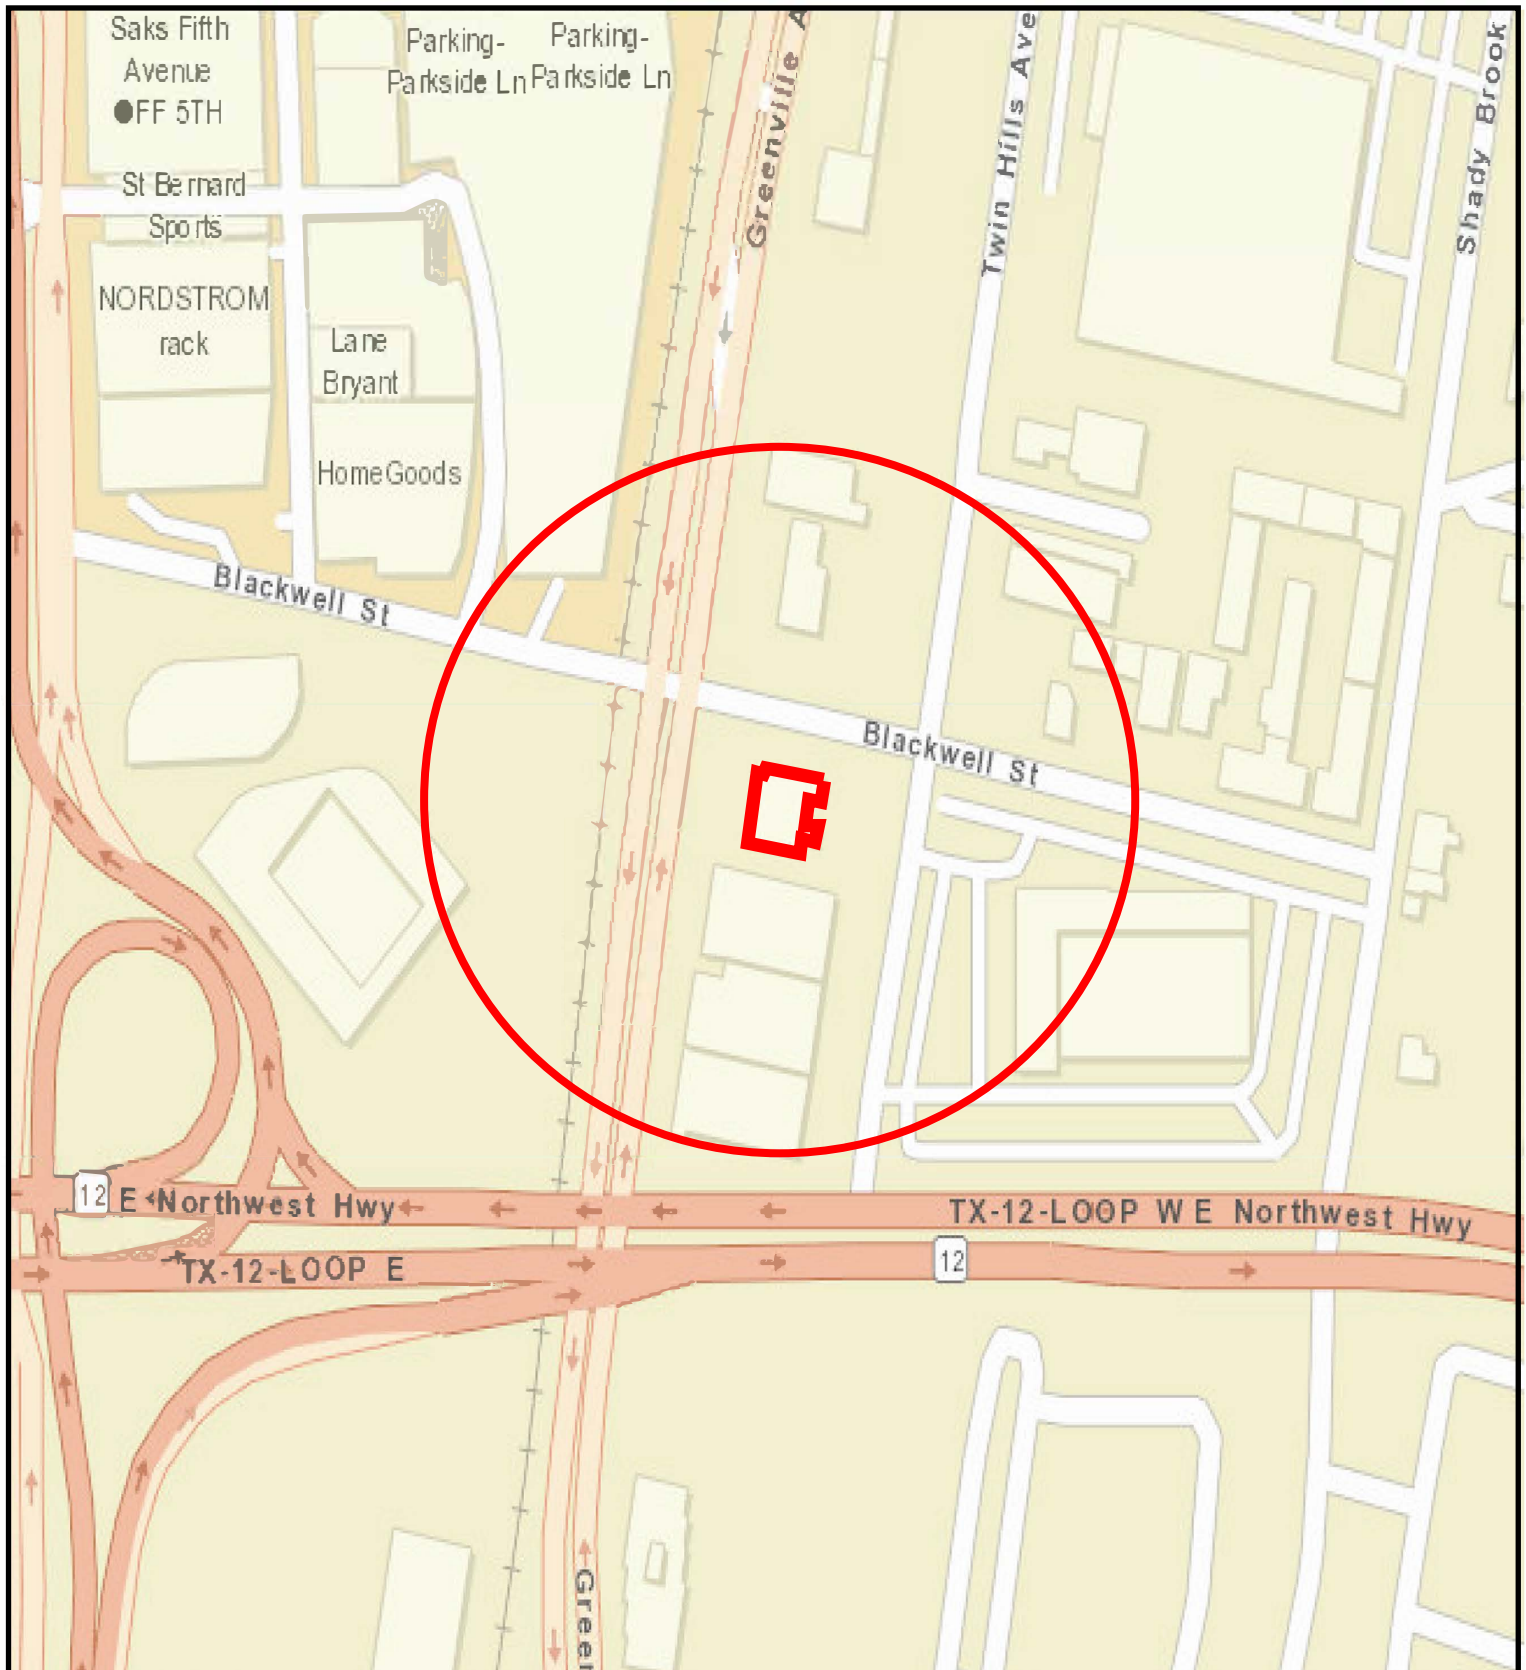 Saks Fifth
Avenue
OFF 5TH
Parking-
Parkside Ln
Parking-
Parkside Ln
Greenville A
Twin Hills Ave
Shady Brook
St Bernard
Sports
NORDSTROM
rack
Lane
Bryant
HomeGoods
Blackwell St
Blackwell St
12
E Northwest Hwy
TX-12-LOOP W E Northwest Hwy
TX-12-LOOP E
12
Green